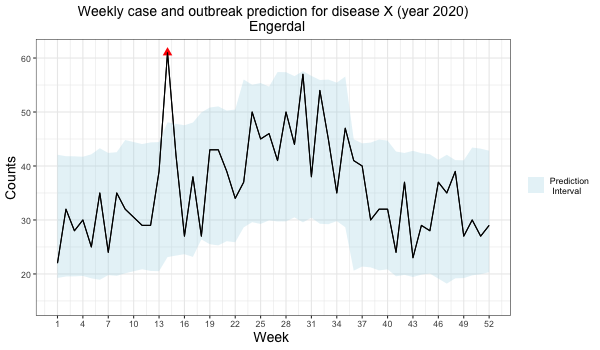 Weekly case and outbreak prediction for disease X (year 2020)
Engerdal
60
50
40
30
20
Counts
1 4 7 10 13 16 19 22 25 28 31 34 37 40 43 46 49 52
Week
Prediction
Interval